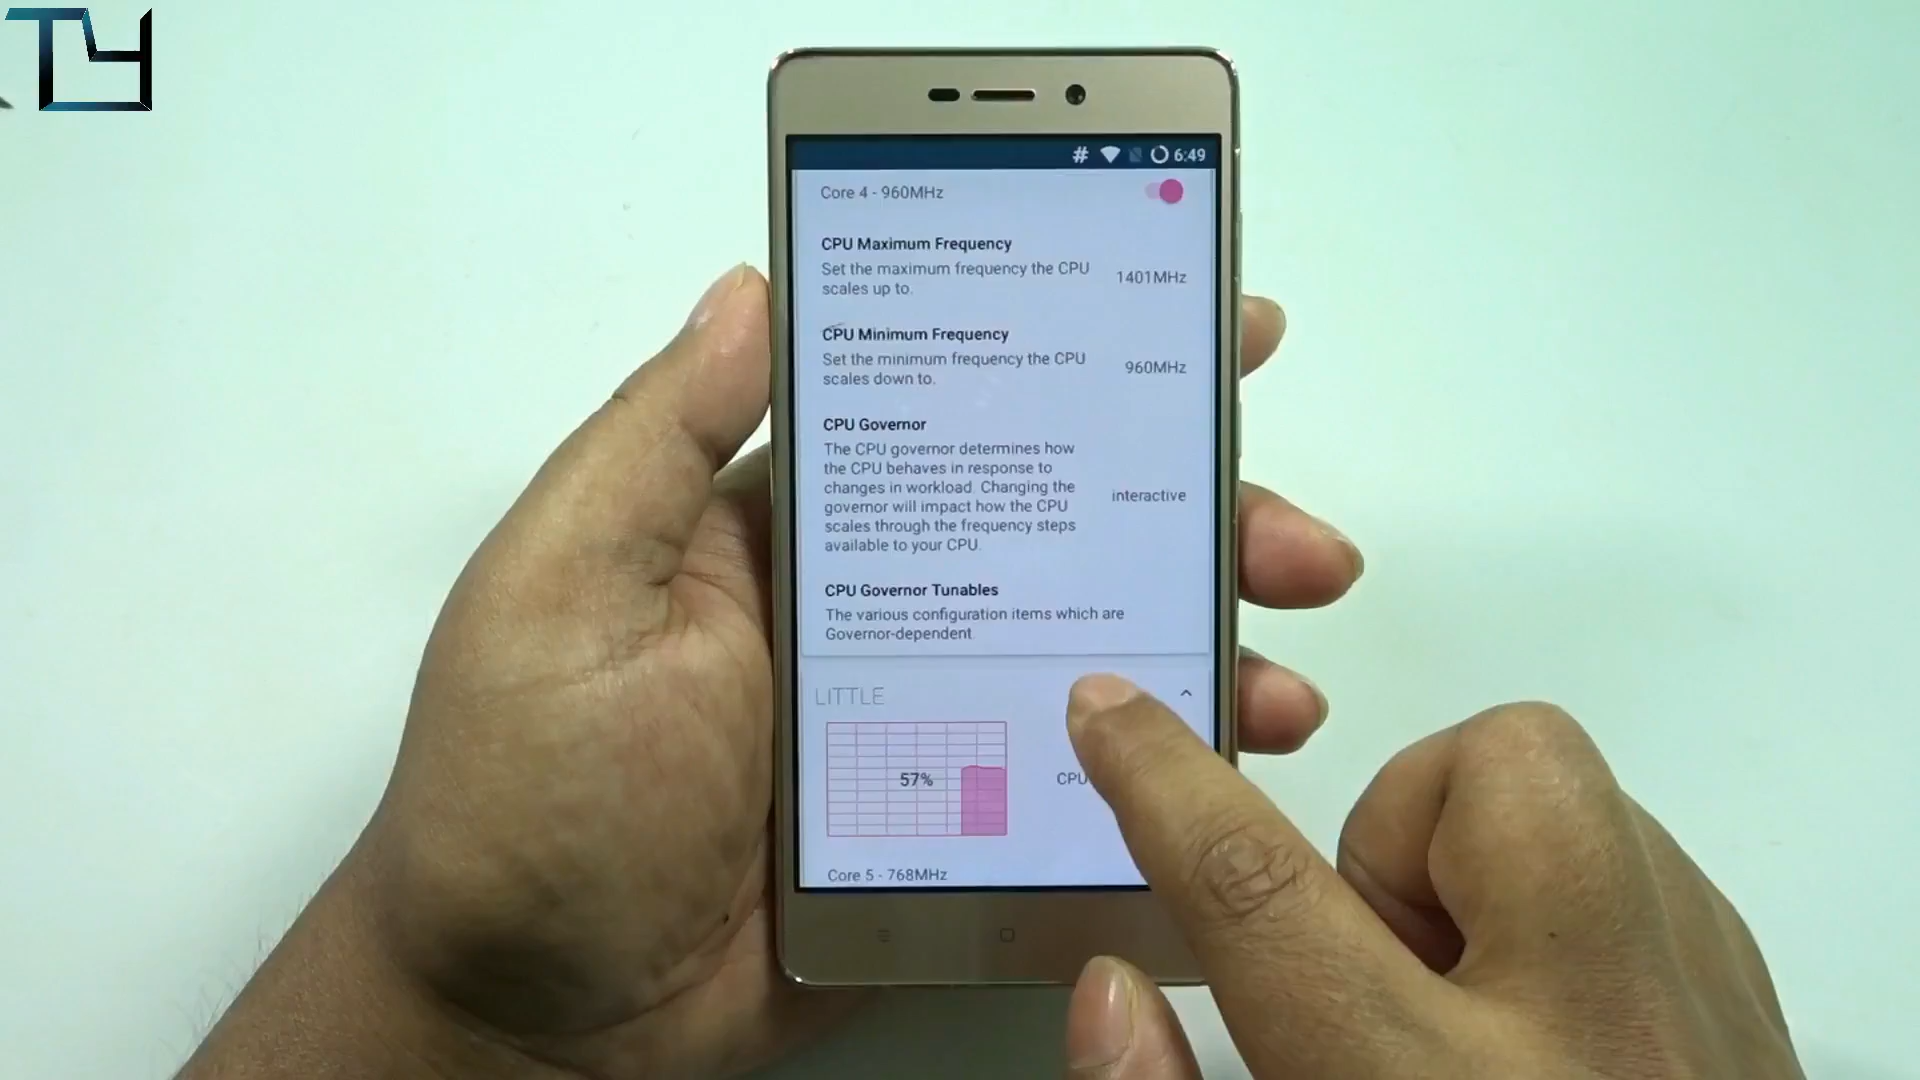 TY
# 6:49
Core 4 - 960MHz
CPU Maximum Frequency
Set the maximum frequency the CPU
scales up to.
1401MHz
CPU Minimum Frequency
Set the minimum frequency the CPU
scales down to.
960MHz
CPU Governor
The CPU governor determines how
the CPU behaves in response to
changes in workload. Changing the
governor will impact how the CPU
scales through the frequency steps
available to your CPU.
interactive
CPU Governor Tunables
The various configuration items which are
Governor-dependent.
LITTLE
57%
CPU
Core 5 - 768MHz